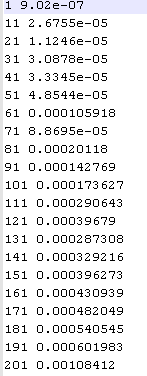 1 9.02e-07
11 2.6755e-05
21 1.1246e-05
31 3.0878e-05
41 3.3345e-05
51 4.8544e-05
61 0.000105918
71 8.8695e-05
81 0.00020118
91 0.000142769
101 0.000173627
111 0.000290643
121 0.00039679
131 0.000287308
141 0.000329216
151 0.000396273
161 0.000430939
171 0.000482049
181 0.000540545
191 0.000601983
201 0.00108412